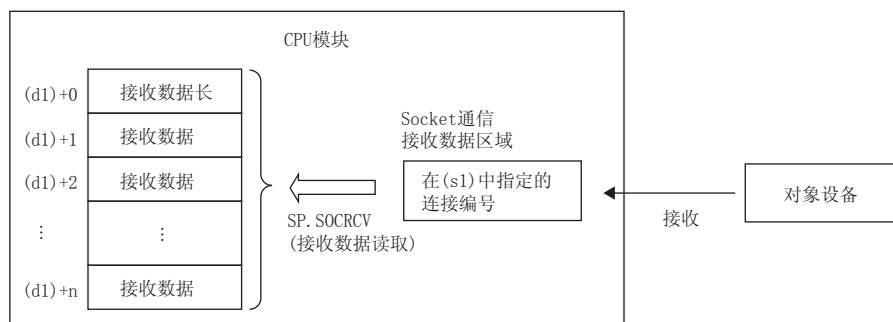 CPU模块
(d1)+0 接收数据长
(d1)+1 接收数据
(d1)+2 接收数据
⋮ ⋮
(d1)+n 接收数据
SP.SOCRCV
(接收数据读取)
Socket通信
接收数据区域
在(s1)中指定的
连接编号
接收
对象设备